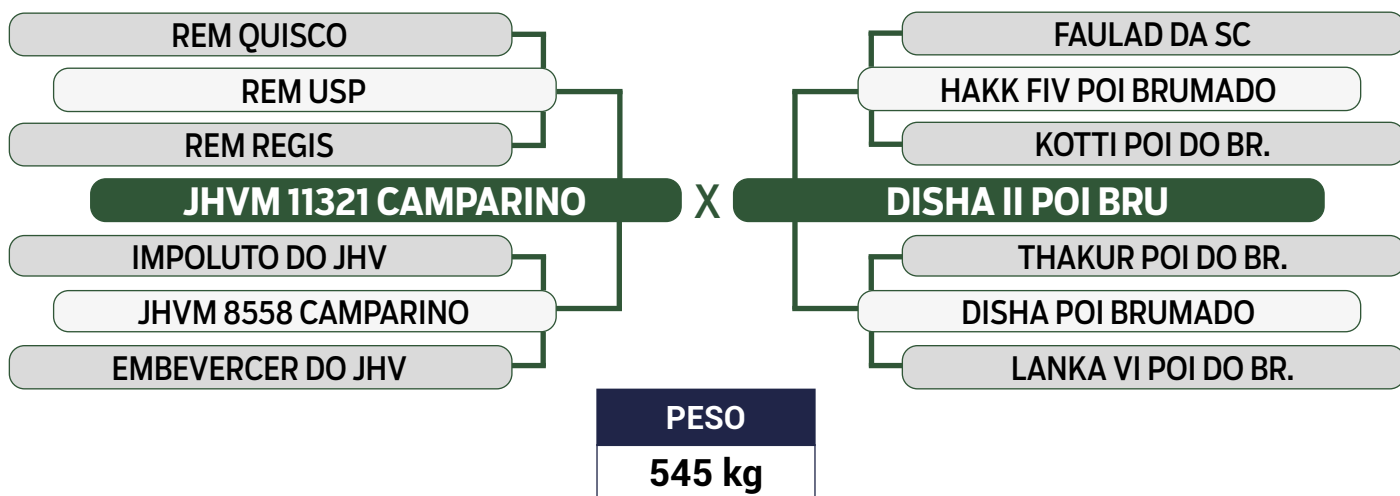 REM QUISCO
REM USP
REM REGIS
JHVM 11321 CAMPARINO
IMPOLUTO DO JHV
JHVM 8558 CAMPARINO
EMBEVERCER DO JHV
X
FAULAD DA SC
HAKK FIV POI BRUMADO
KOTTI POI DO BR.
DISHA II POI BRU
THAKUR POI DO BR.
DISHA POI BRUMADO
LANKA VI POI DO BR.
PESO
545 kg